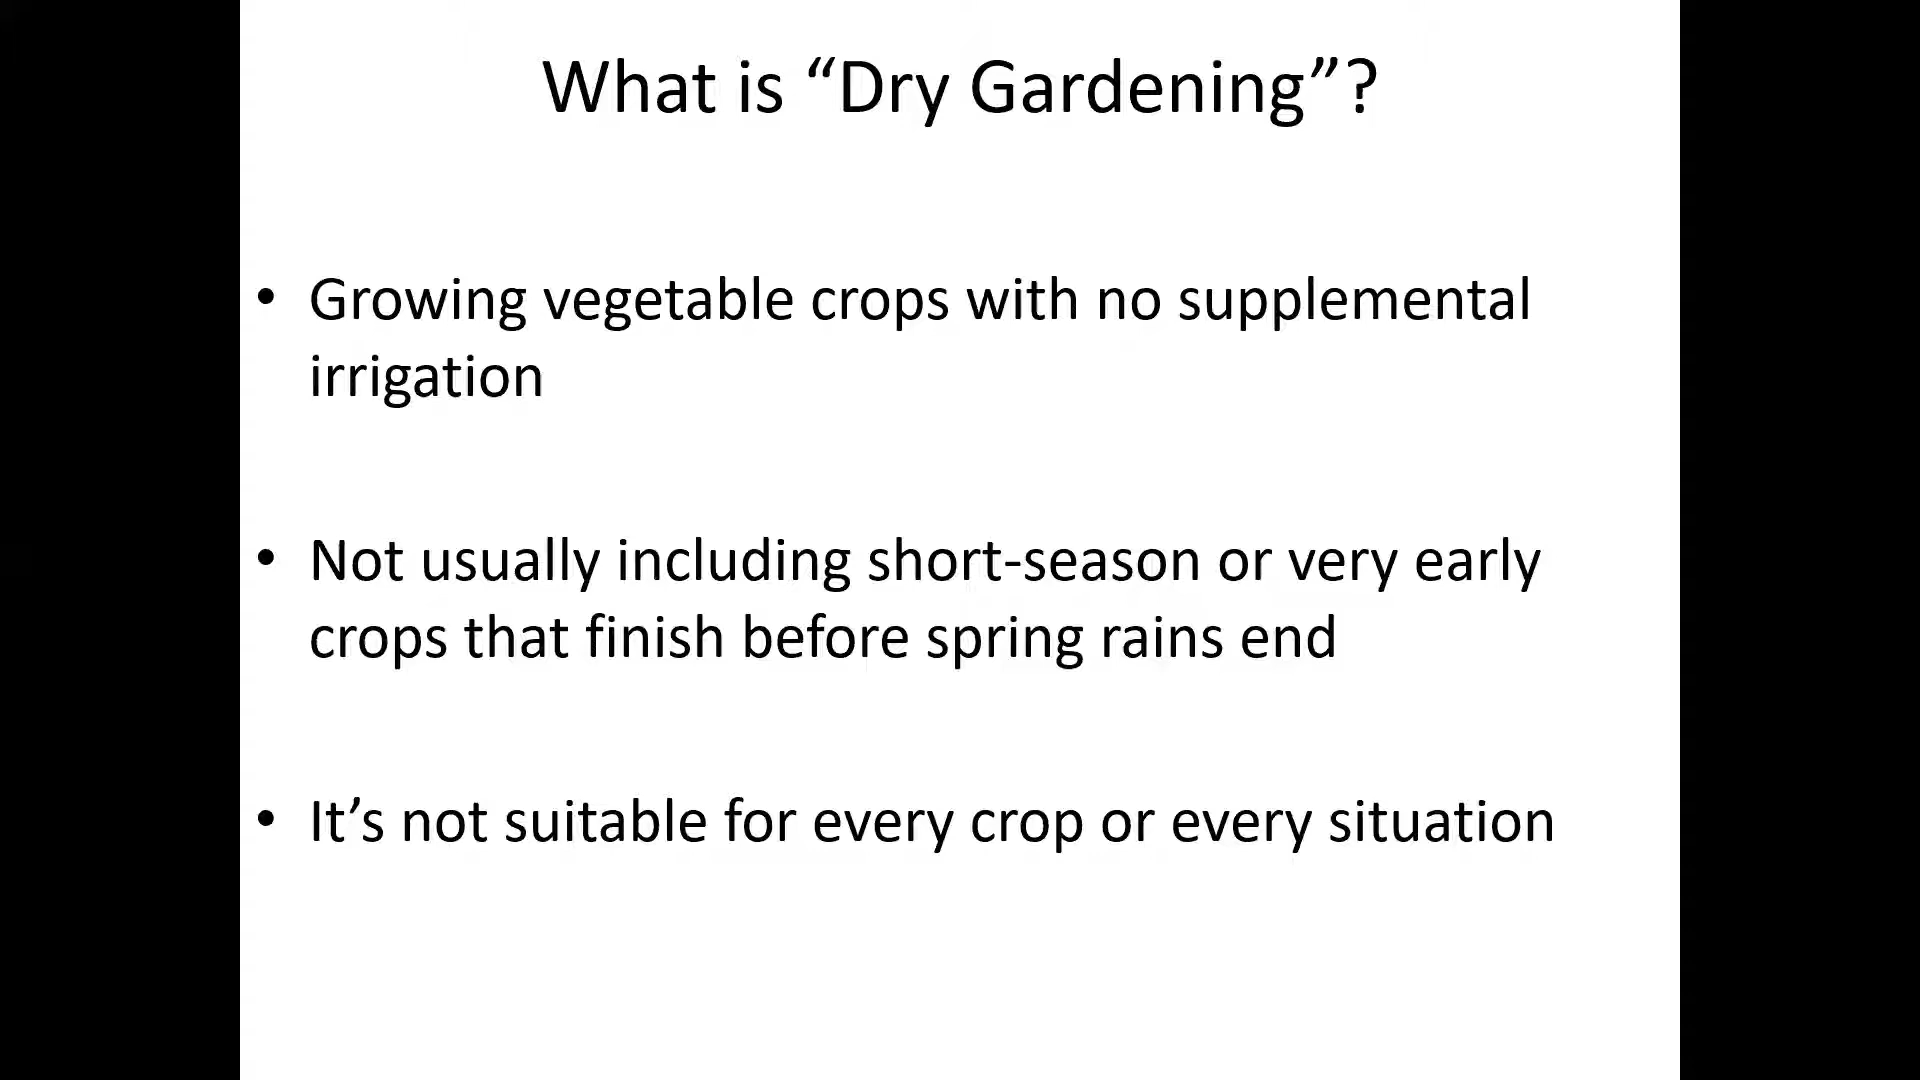 What is “Dry Gardening”?
• Growing vegetable crops with no supplemental
irrigation
• Not usually including short-season or very early
crops that finish before spring rains end
• It’s not suitable for every crop or every situation